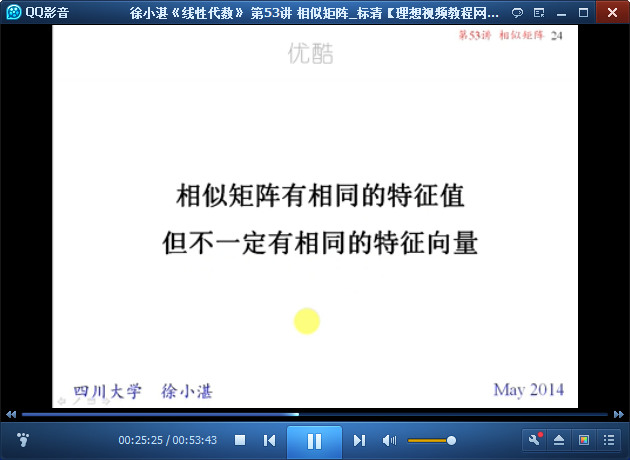 QQ影音
徐小湛《线性代数》 第53讲 相似矩阵_标清【理想视频教程网...
第53讲 相似矩阵 24
优酷
相似矩阵有相同的特征值
但不一定有相同的特征向量
四川大学 徐小湛
May 2014
00:25:25 / 00:53:43